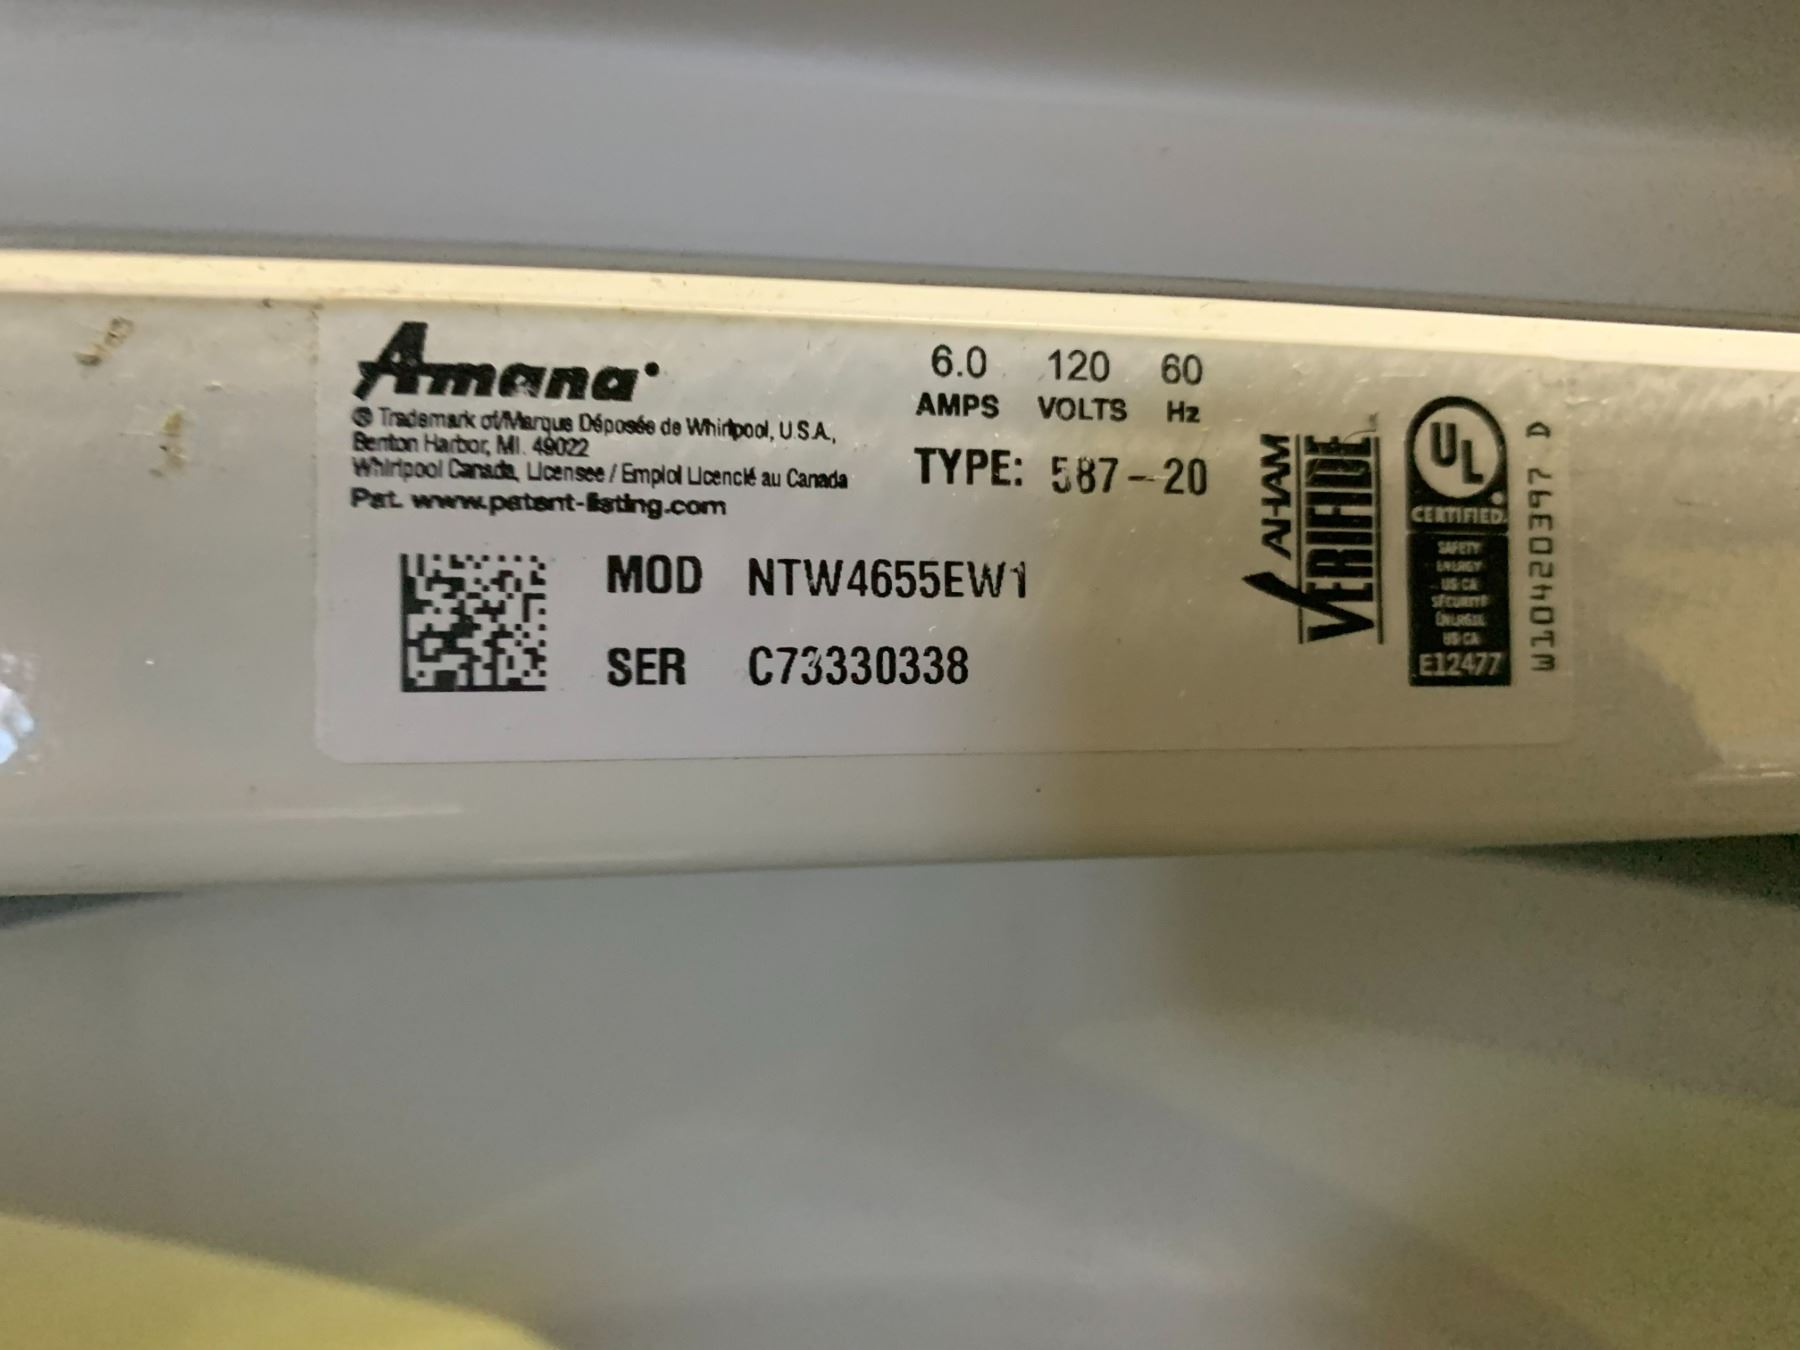 Amana
® Trademark of/Marque Déposée de Whirlpool, U.S.A.,
Benton Harbor, MI. 49022
Whirlpool Canada, Licensee / Emploi Licencié au Canada
Pat. www.patent-listing.com
6.0 120 60
AMPS VOLTS Hz
TYPE: 587-20
MOD NTW4655EW1
SER C73330338
AHAM
VERIFIDE
UL
®
CERTIFIED
SAFETY
ENERGY
US CA
SÉCURITÉ
ÉNERGIE
US CA
E12477
W10420397 D